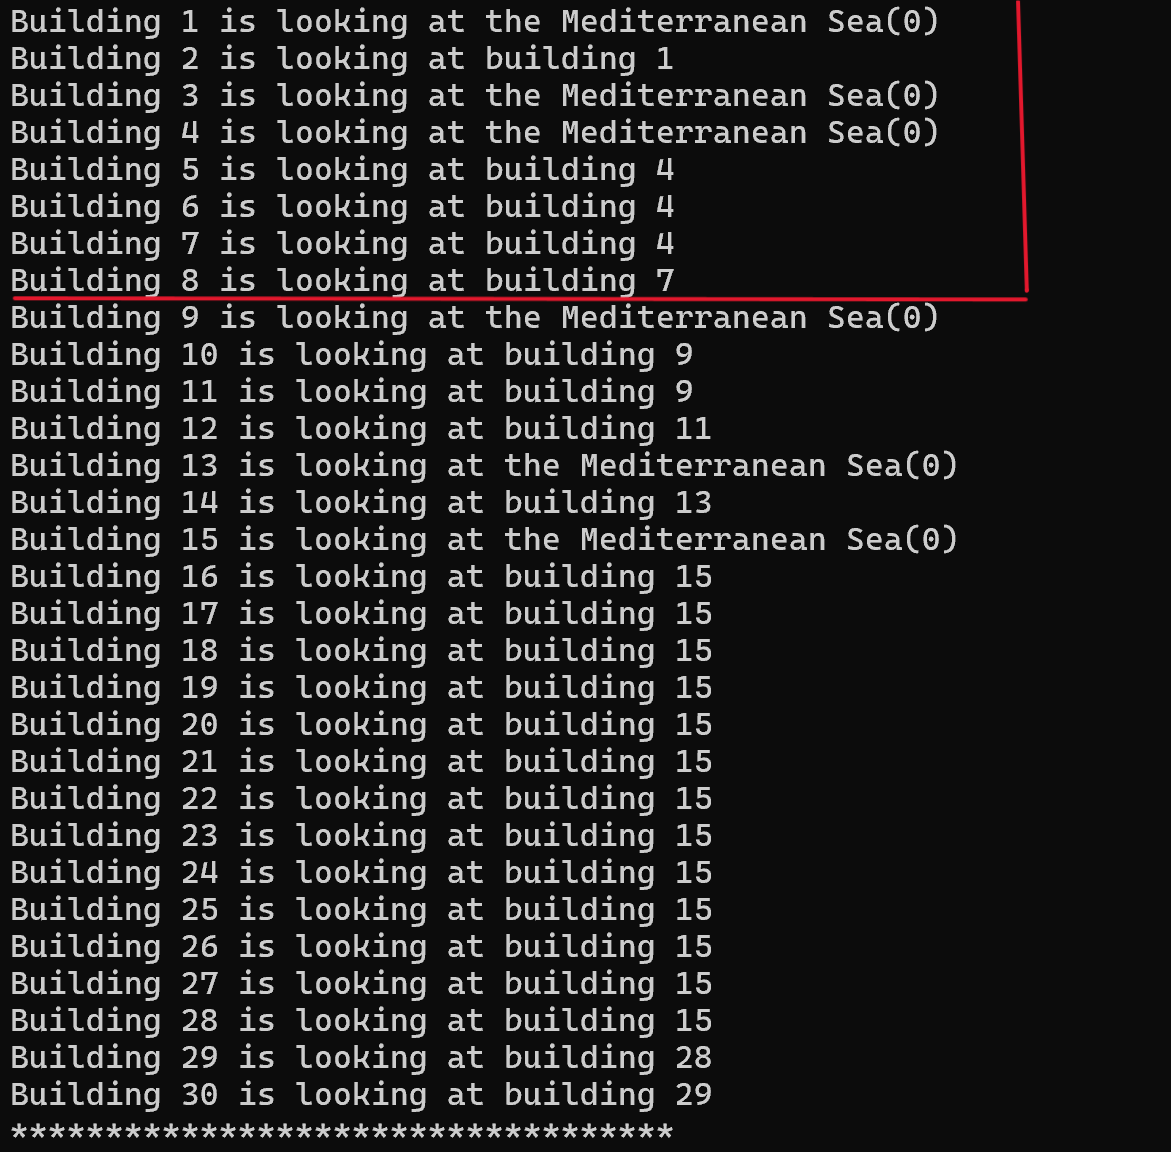 Building 1 is looking at the Mediterranean Sea(0)
Building 2 is looking at building 1
Building 3 is looking at the Mediterranean Sea(0)
Building 4 is looking at the Mediterranean Sea(0)
Building 5 is looking at building 4
Building 6 is looking at building 4
Building 7 is looking at building 4
Building 8 is looking at building 7
Building 9 is looking at the Mediterranean Sea(0)
Building 10 is looking at building 9
Building 11 is looking at building 9
Building 12 is looking at building 11
Building 13 is looking at the Mediterranean Sea(0)
Building 14 is looking at building 13
Building 15 is looking at the Mediterranean Sea(0)
Building 16 is looking at building 15
Building 17 is looking at building 15
Building 18 is looking at building 15
Building 19 is looking at building 15
Building 20 is looking at building 15
Building 21 is looking at building 15
Building 22 is looking at building 15
Building 23 is looking at building 15
Building 24 is looking at building 15
Building 25 is looking at building 15
Building 26 is looking at building 15
Building 27 is looking at building 15
Building 28 is looking at building 15
Building 29 is looking at building 28
Building 30 is looking at building 29
***********************************